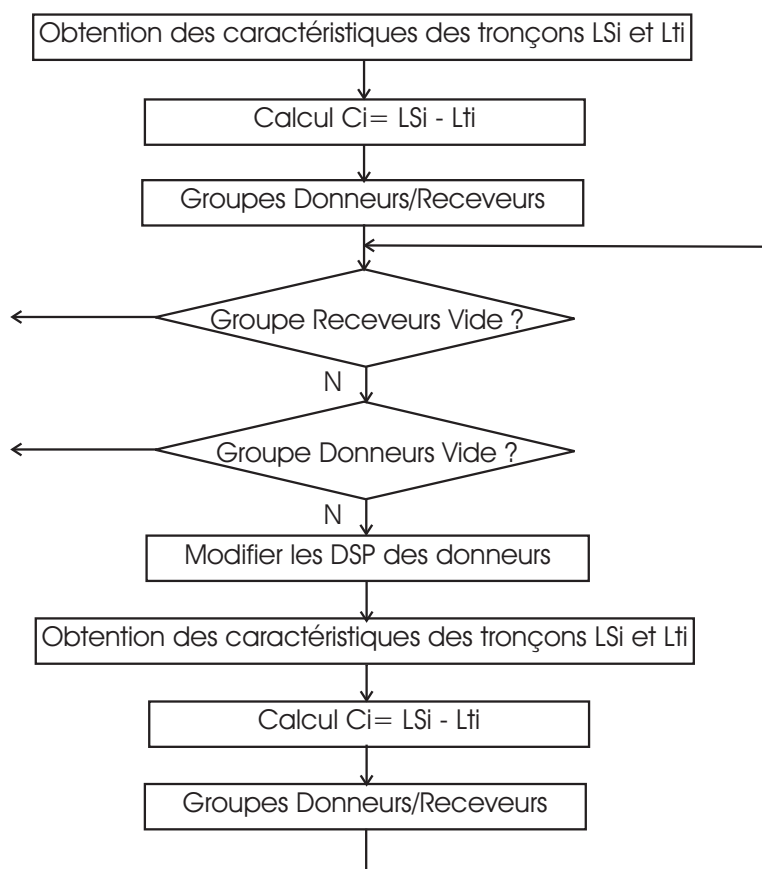 Obtention des caractéristiques des tronçons LSi et Lti
Calcul Ci= LSi - Lti
Groupes Donneurs/Receveurs
Groupe Receveurs Vide ?
N
Groupe Donneurs Vide ?
N
Modifier les DSP des donneurs
Obtention des caractéristiques des tronçons LSi et Lti
Calcul Ci= LSi - Lti
Groupes Donneurs/Receveurs